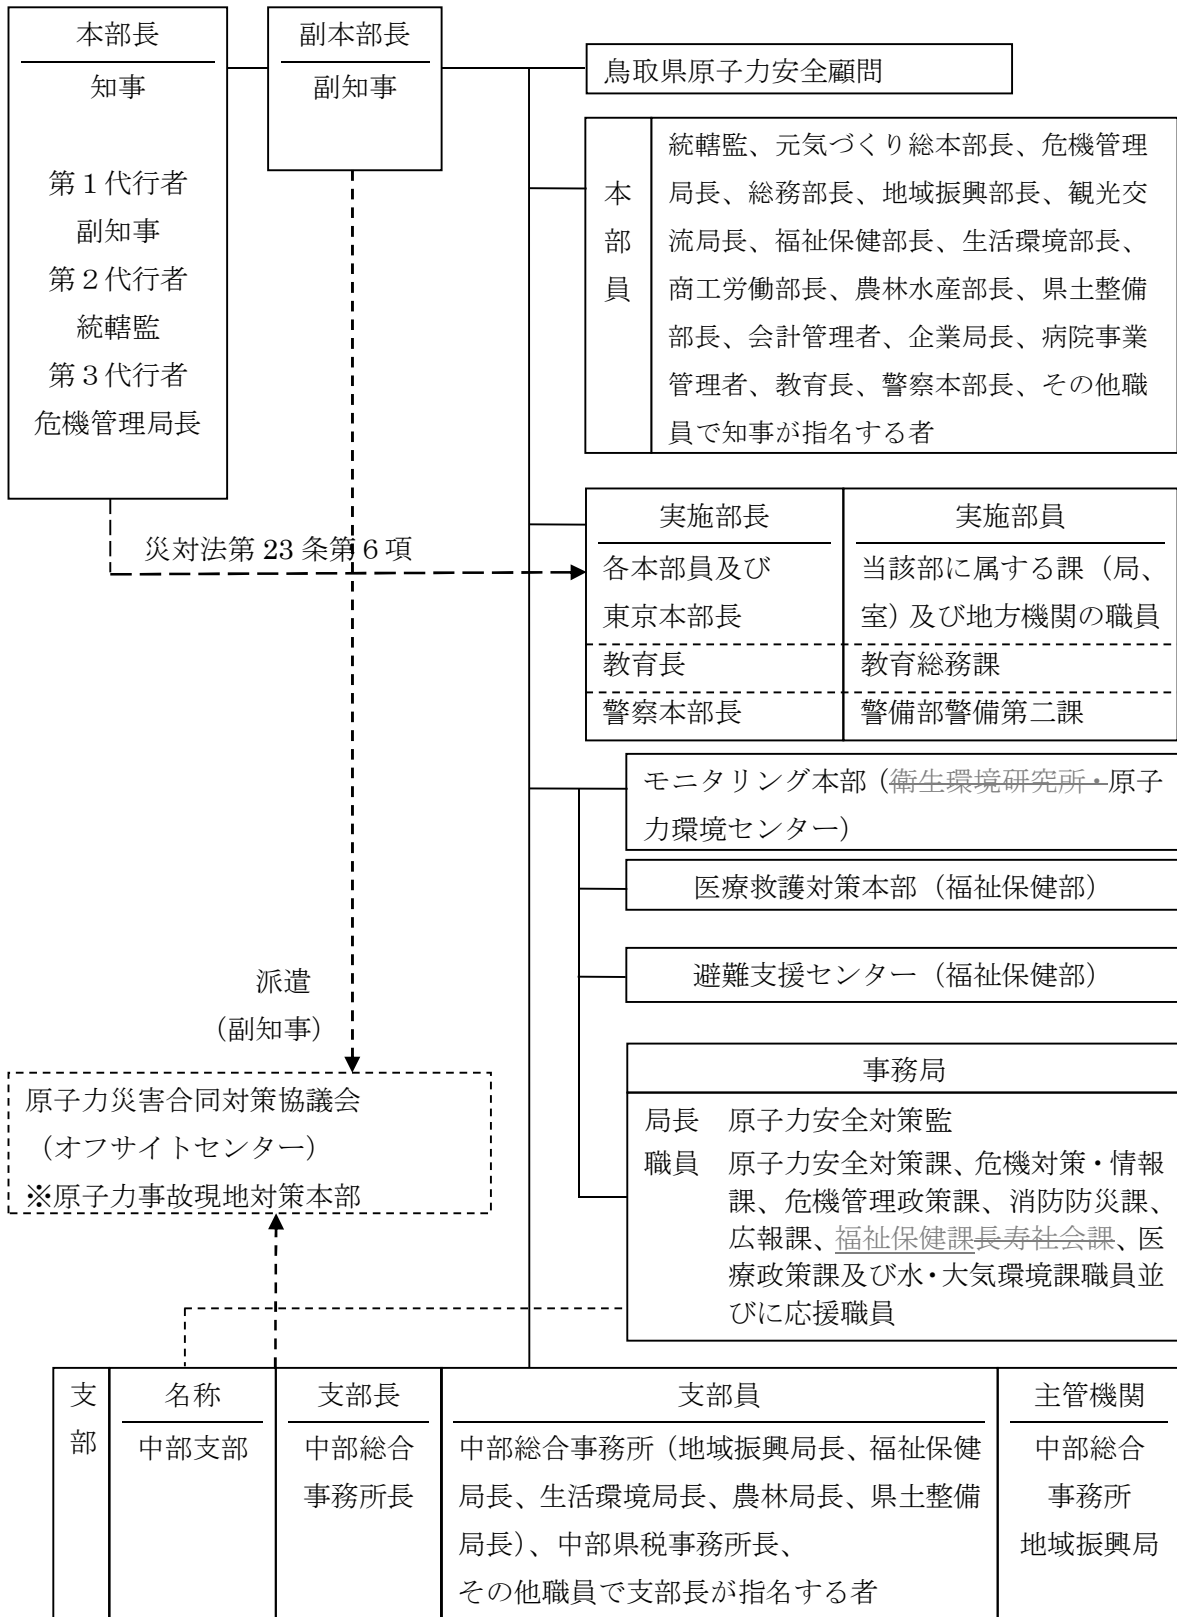 本部長
知事
第１代行者
副知事
第２代行者
統轄監
第３代行者
危機管理局長
副本部長
副知事
鳥取県原子力安全顧問
本部員
統轄監、元気づくり総本部長、危機管理
局長、総務部長、地域振興部長、観光交
流局長、福祉保健部長、生活環境部長、
商工労働部長、農林水産部長、県土整備
部長、会計管理者、企業局長、病院事業
管理者、教育長、警察本部長、その他職
員で知事が指名する者
災対法第 23 条第６項
実施部長
実施部員
各本部員及び
東京本部長
当該部に属する課（局、
室）及び地方機関の職員
教育長
教育総務課
警察本部長
警備部警備第二課
モニタリング本部（衛生環境研究所・原子
力環境センター）
医療救護対策本部（福祉保健部）
避難支援センター（福祉保健部）
派遣
（副知事）
原子力災害合同対策協議会
（オフサイトセンター）
※原子力事故現地対策本部
事務局
局長　原子力安全対策監
職員　原子力安全対策課、危機対策・情報
課、危機管理政策課、消防防災課、
広報課、福祉保健課長寿社会課、医
療政策課及び水・大気環境課職員並
びに応援職員
支部
名称
中部支部
支部長
中部総合
事務所長
支部員
中部総合事務所（地域振興局長、福祉保健
局長、生活環境局長、農林局長、県土整備
局長）、中部県税事務所長、
その他職員で支部長が指名する者
主管機関
中部総合
事務所
地域振興局